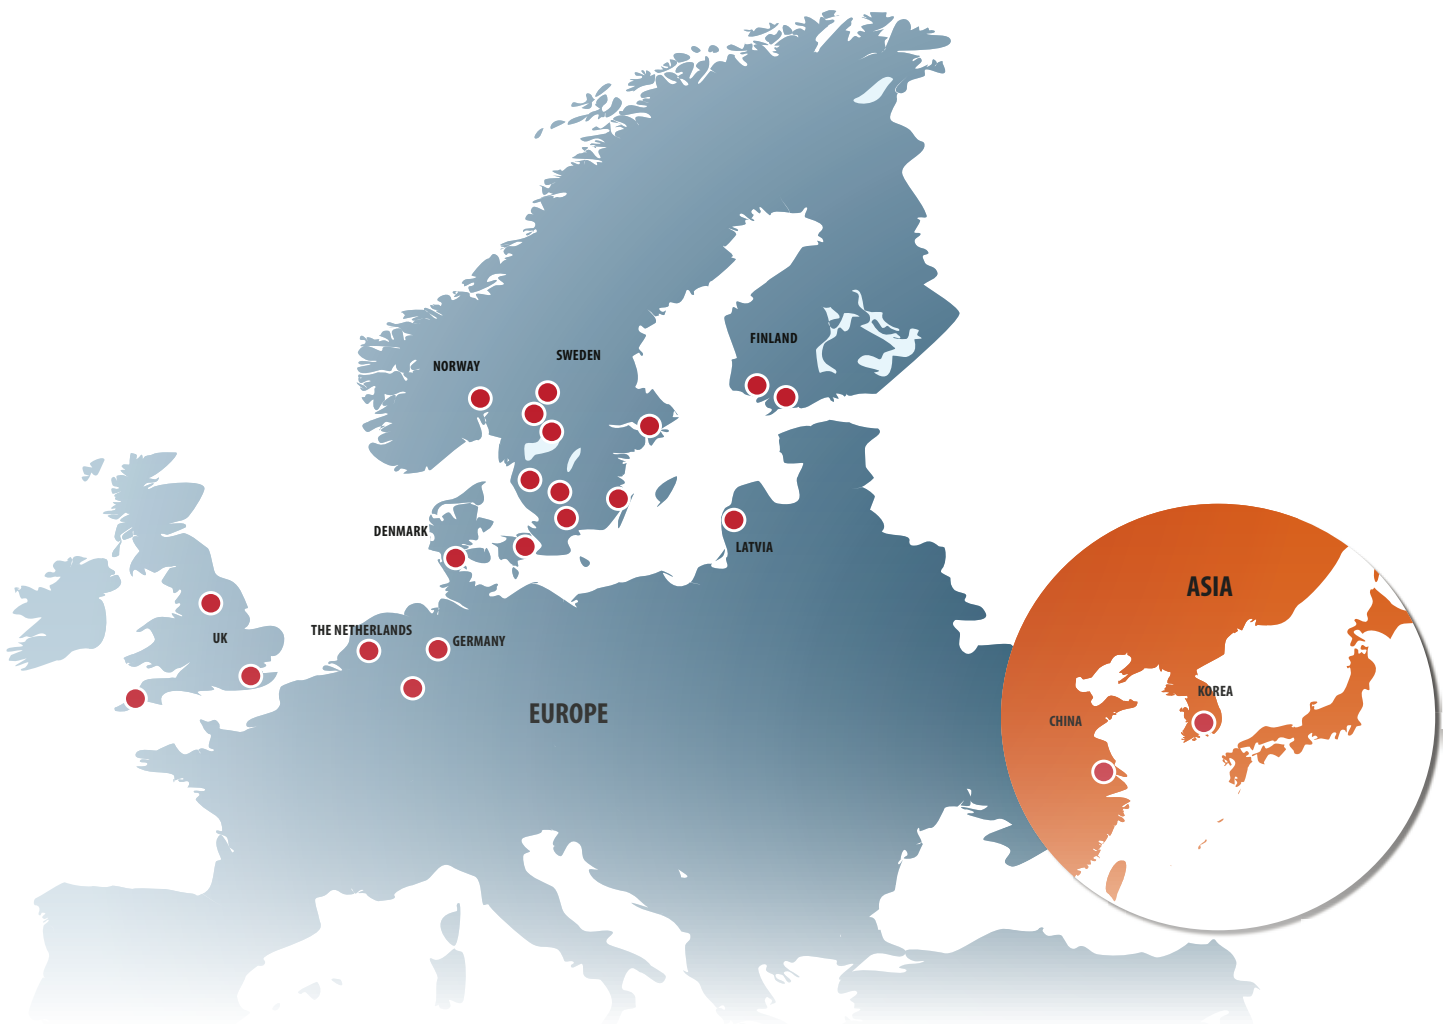 FINLAND
SWEDEN
NORWAY
DENMARK
LATVIA
ASIA
THE NETHERLANDS
UK
GERMANY
KOREA
EUROPE
CHINA